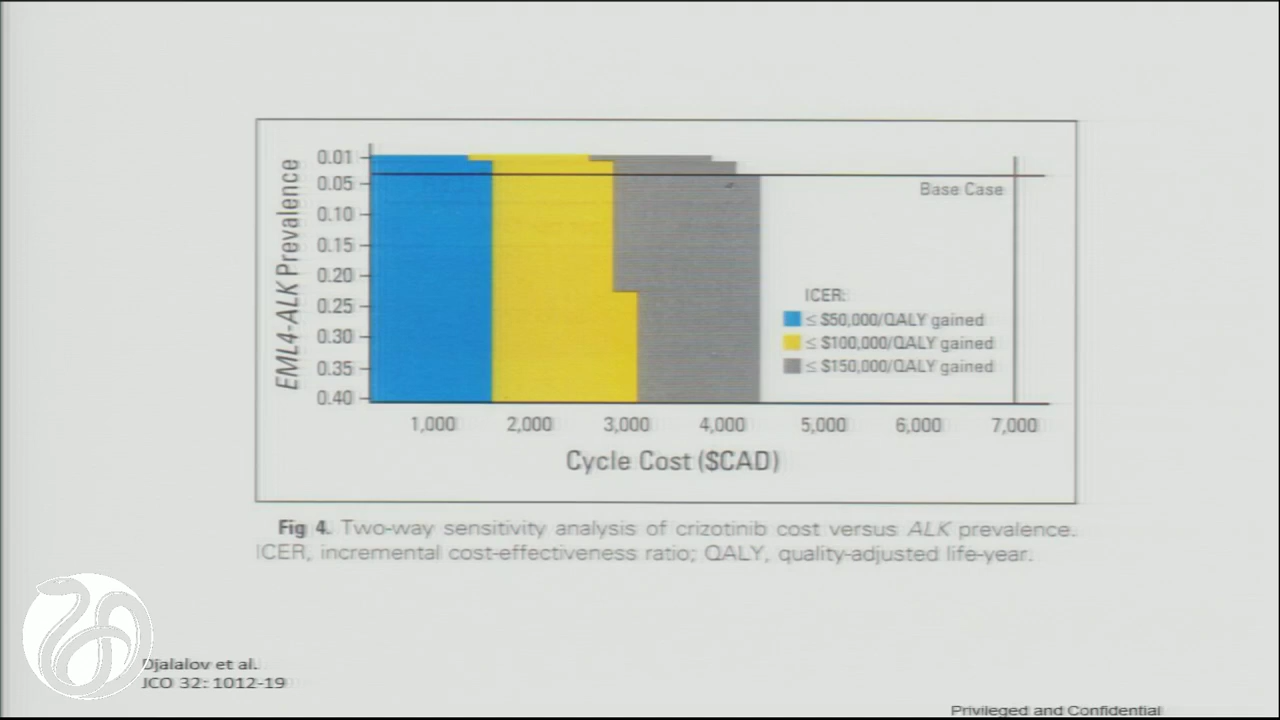 0.01
0.05
0.10
0.15
0.20
0.25
0.30
0.35
0.40
EML4-ALK Prevalence
Base Case
ICER:
≤ $50,000/QALY gained
≤ $100,000/QALY gained
≤ $150,000/QALY gained
1,000 2,000 3,000 4,000 5,000 6,000 7,000
Cycle Cost ($CAD)
Fig 4. Two-way sensitivity analysis of crizotinib cost versus ALK prevalence.
ICER, incremental cost-effectiveness ratio; QALY, quality-adjusted life-year.
Djalalov et al.
JCO 32: 1012-19
Privileged and Confidential